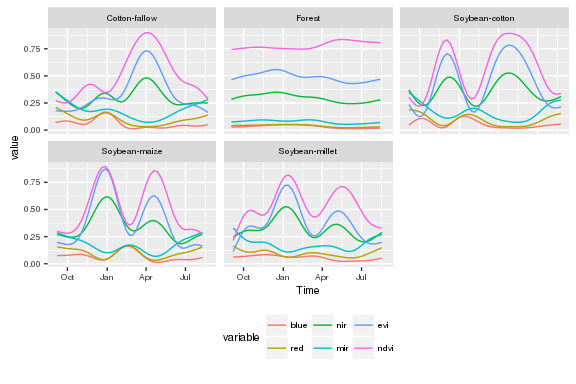 Cotton-fallow Forest Soybean-cotton
0.75
0.50
0.25
0.00
value
Soybean-maize Soybean-millet
0.75
0.50
0.25
0.00
Oct Jan Apr Jul Oct Jan Apr Jul
Time
variable
blue nir evi
red mir ndvi